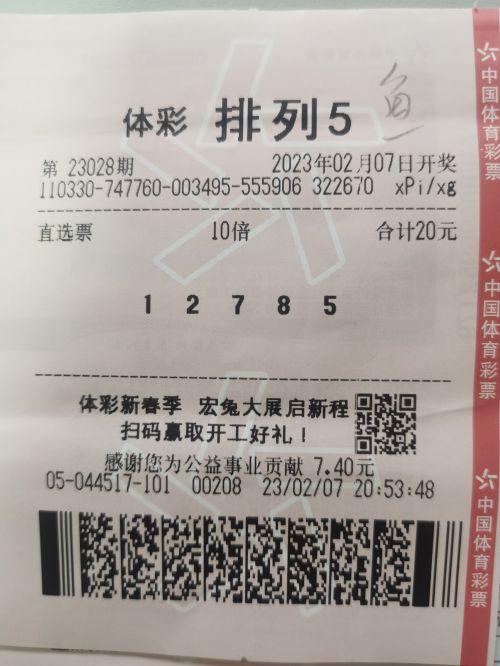 体彩 排列5
鱼
第 23028期 2023年02月07日开奖
110330-747760-003495-555906 322670 xPi/xg
直选票 10倍 合计20元
1 2 7 8 5
体彩新春季 宏兔大展启新程
扫码赢取开工好礼!
感谢您为公益事业贡献 7.40元
05-044517-101 00208 23/02/07 20:53:48
中国体育彩票
中国体育彩票
中国体育彩票